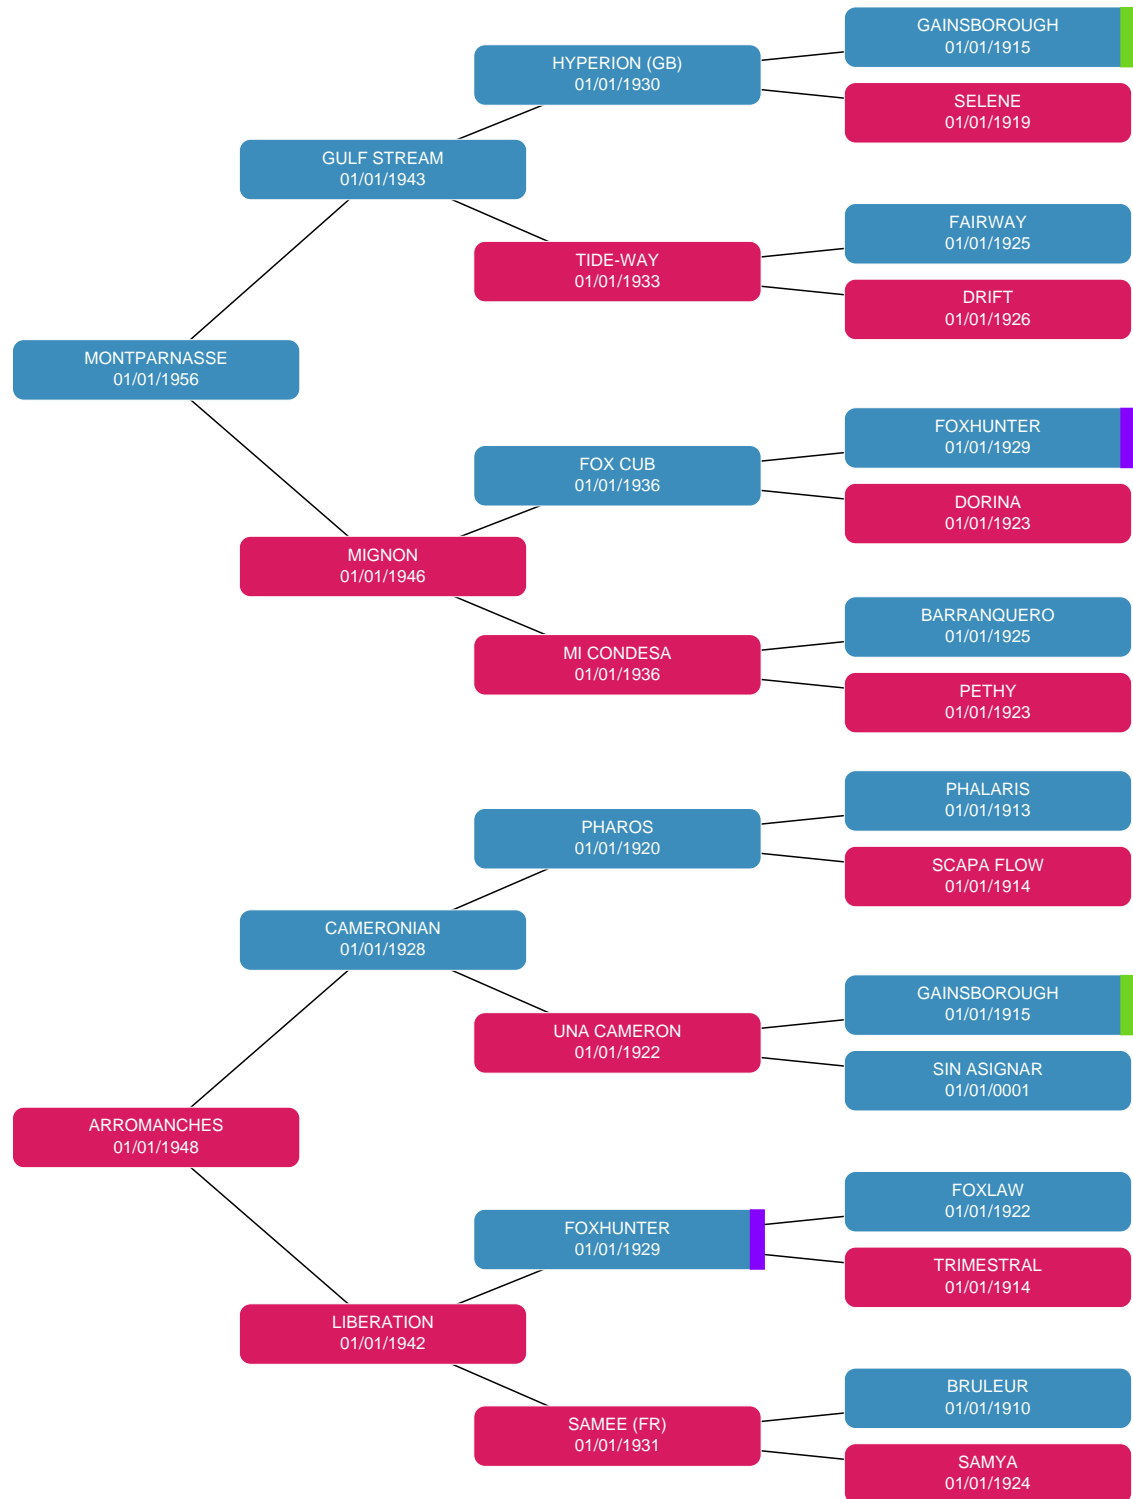 GAINSBOROUGH
01/01/1915
HYPERION (GB)
01/01/1930
SELENE
01/01/1919
GULF STREAM
01/01/1943
FAIRWAY
01/01/1925
TIDE-WAY
01/01/1933
DRIFT
01/01/1926
MONTPARNASSE
01/01/1956
FOXHUNTER
01/01/1929
FOX CUB
01/01/1936
DORINA
01/01/1923
MIGNON
01/01/1946
BARRANQUERO
01/01/1925
MI CONDESA
01/01/1936
PETHY
01/01/1923
PHALARIS
01/01/1913
PHAROS
01/01/1920
SCAPA FLOW
01/01/1914
CAMERONIAN
01/01/1928
GAINSBOROUGH
01/01/1915
UNA CAMERON
01/01/1922
SIN ASIGNAR
01/01/0001
ARROMANCHES
01/01/1948
FOXLAW
01/01/1922
FOXHUNTER
01/01/1929
TRIMESTRAL
01/01/1914
LIBERATION
01/01/1942
BRULEUR
01/01/1910
SAMEE (FR)
01/01/1931
SAMYA
01/01/1924